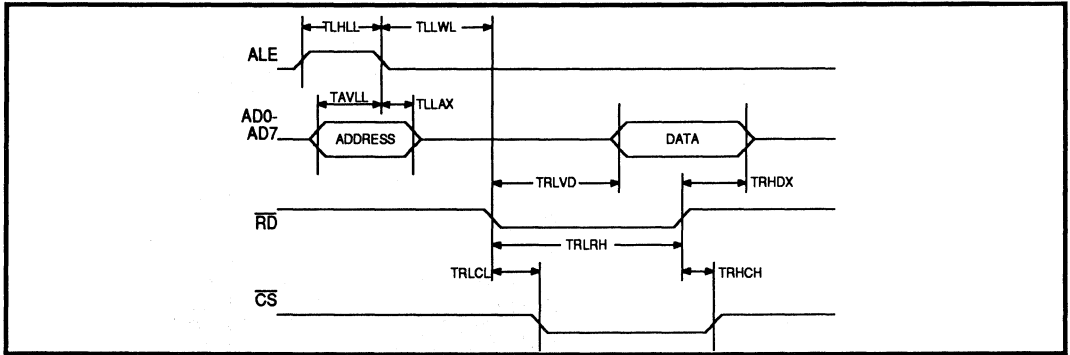 TLHLL TLLWL
ALE
TAVLL TLLAX
AD0-
AD7 ADDRESS DATA
TRLVD TRHDX
RD
TRLRH
TRLCL TRHCH
CS